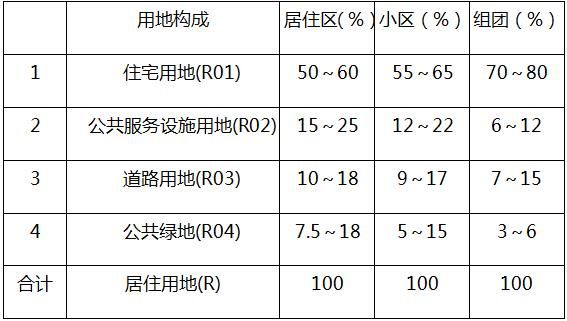 用地构成 居住区(%) 小区(%) 组团(%)
1 住宅用地(R01) 50~60 55~65 70~80
2 公共服务设施用地(R02) 15~25 12~22 6~12
3 道路用地(R03) 10~18 9~17 7~15
4 公共绿地(R04) 7.5~18 5~15 3~6
合计 居住用地(R) 100 100 100